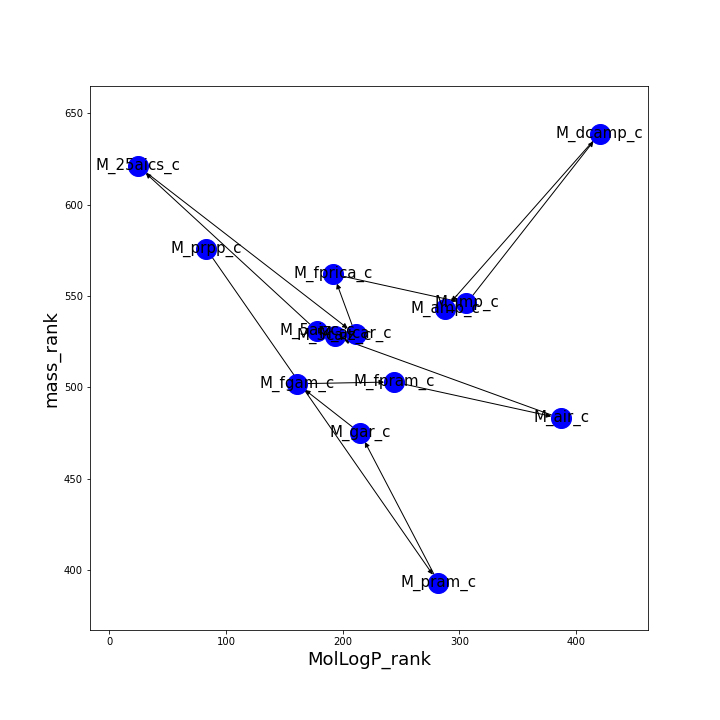 650
M_dcamp_c
M_25aics_c
600
M_prpp_c
M_fprica_c
550
M_imp_c
M_amp_c
500
M_fgam_c
M_fpram_c
M_air_c
M_gar_c
450
400
M_pram_c
0
100
200
300
400
MolLogP_rank
mass_rank